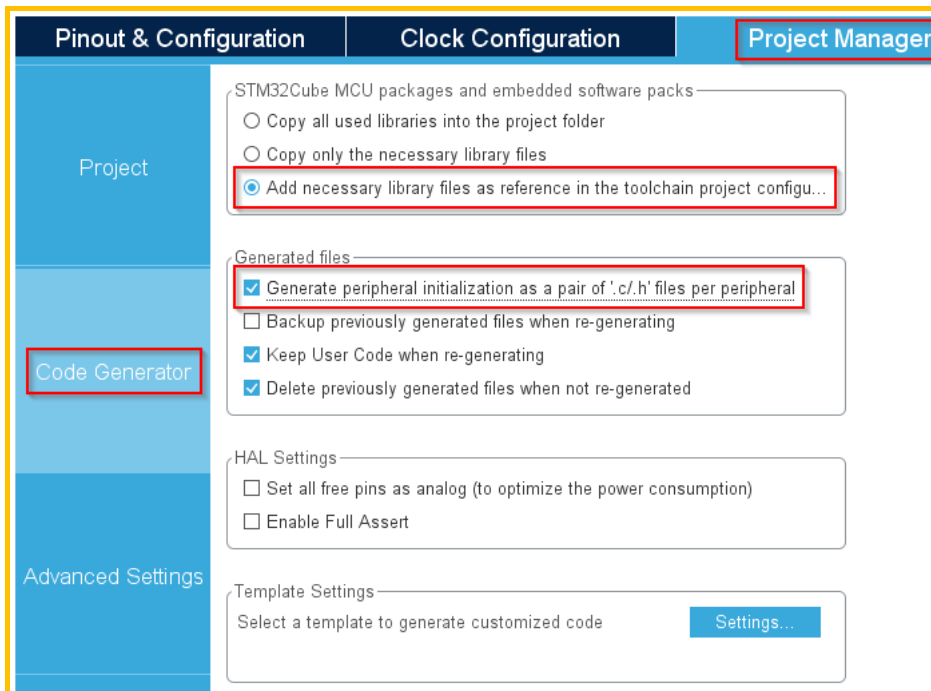 Pinout & Configuration
Clock Configuration
Project Manager
Project
Code Generator
Advanced Settings
STM32Cube MCU packages and embedded software packs
Copy all used libraries into the project folder
Copy only the necessary library files
Add necessary library files as reference in the toolchain project configu...
Generated files
Generate peripheral initialization as a pair of '.c/.h' files per peripheral
Backup previously generated files when re-generating
Keep User Code when re-generating
Delete previously generated files when not re-generated
HAL Settings
Set all free pins as analog (to optimize the power consumption)
Enable Full Assert
Template Settings
Select a template to generate customized code
Settings...